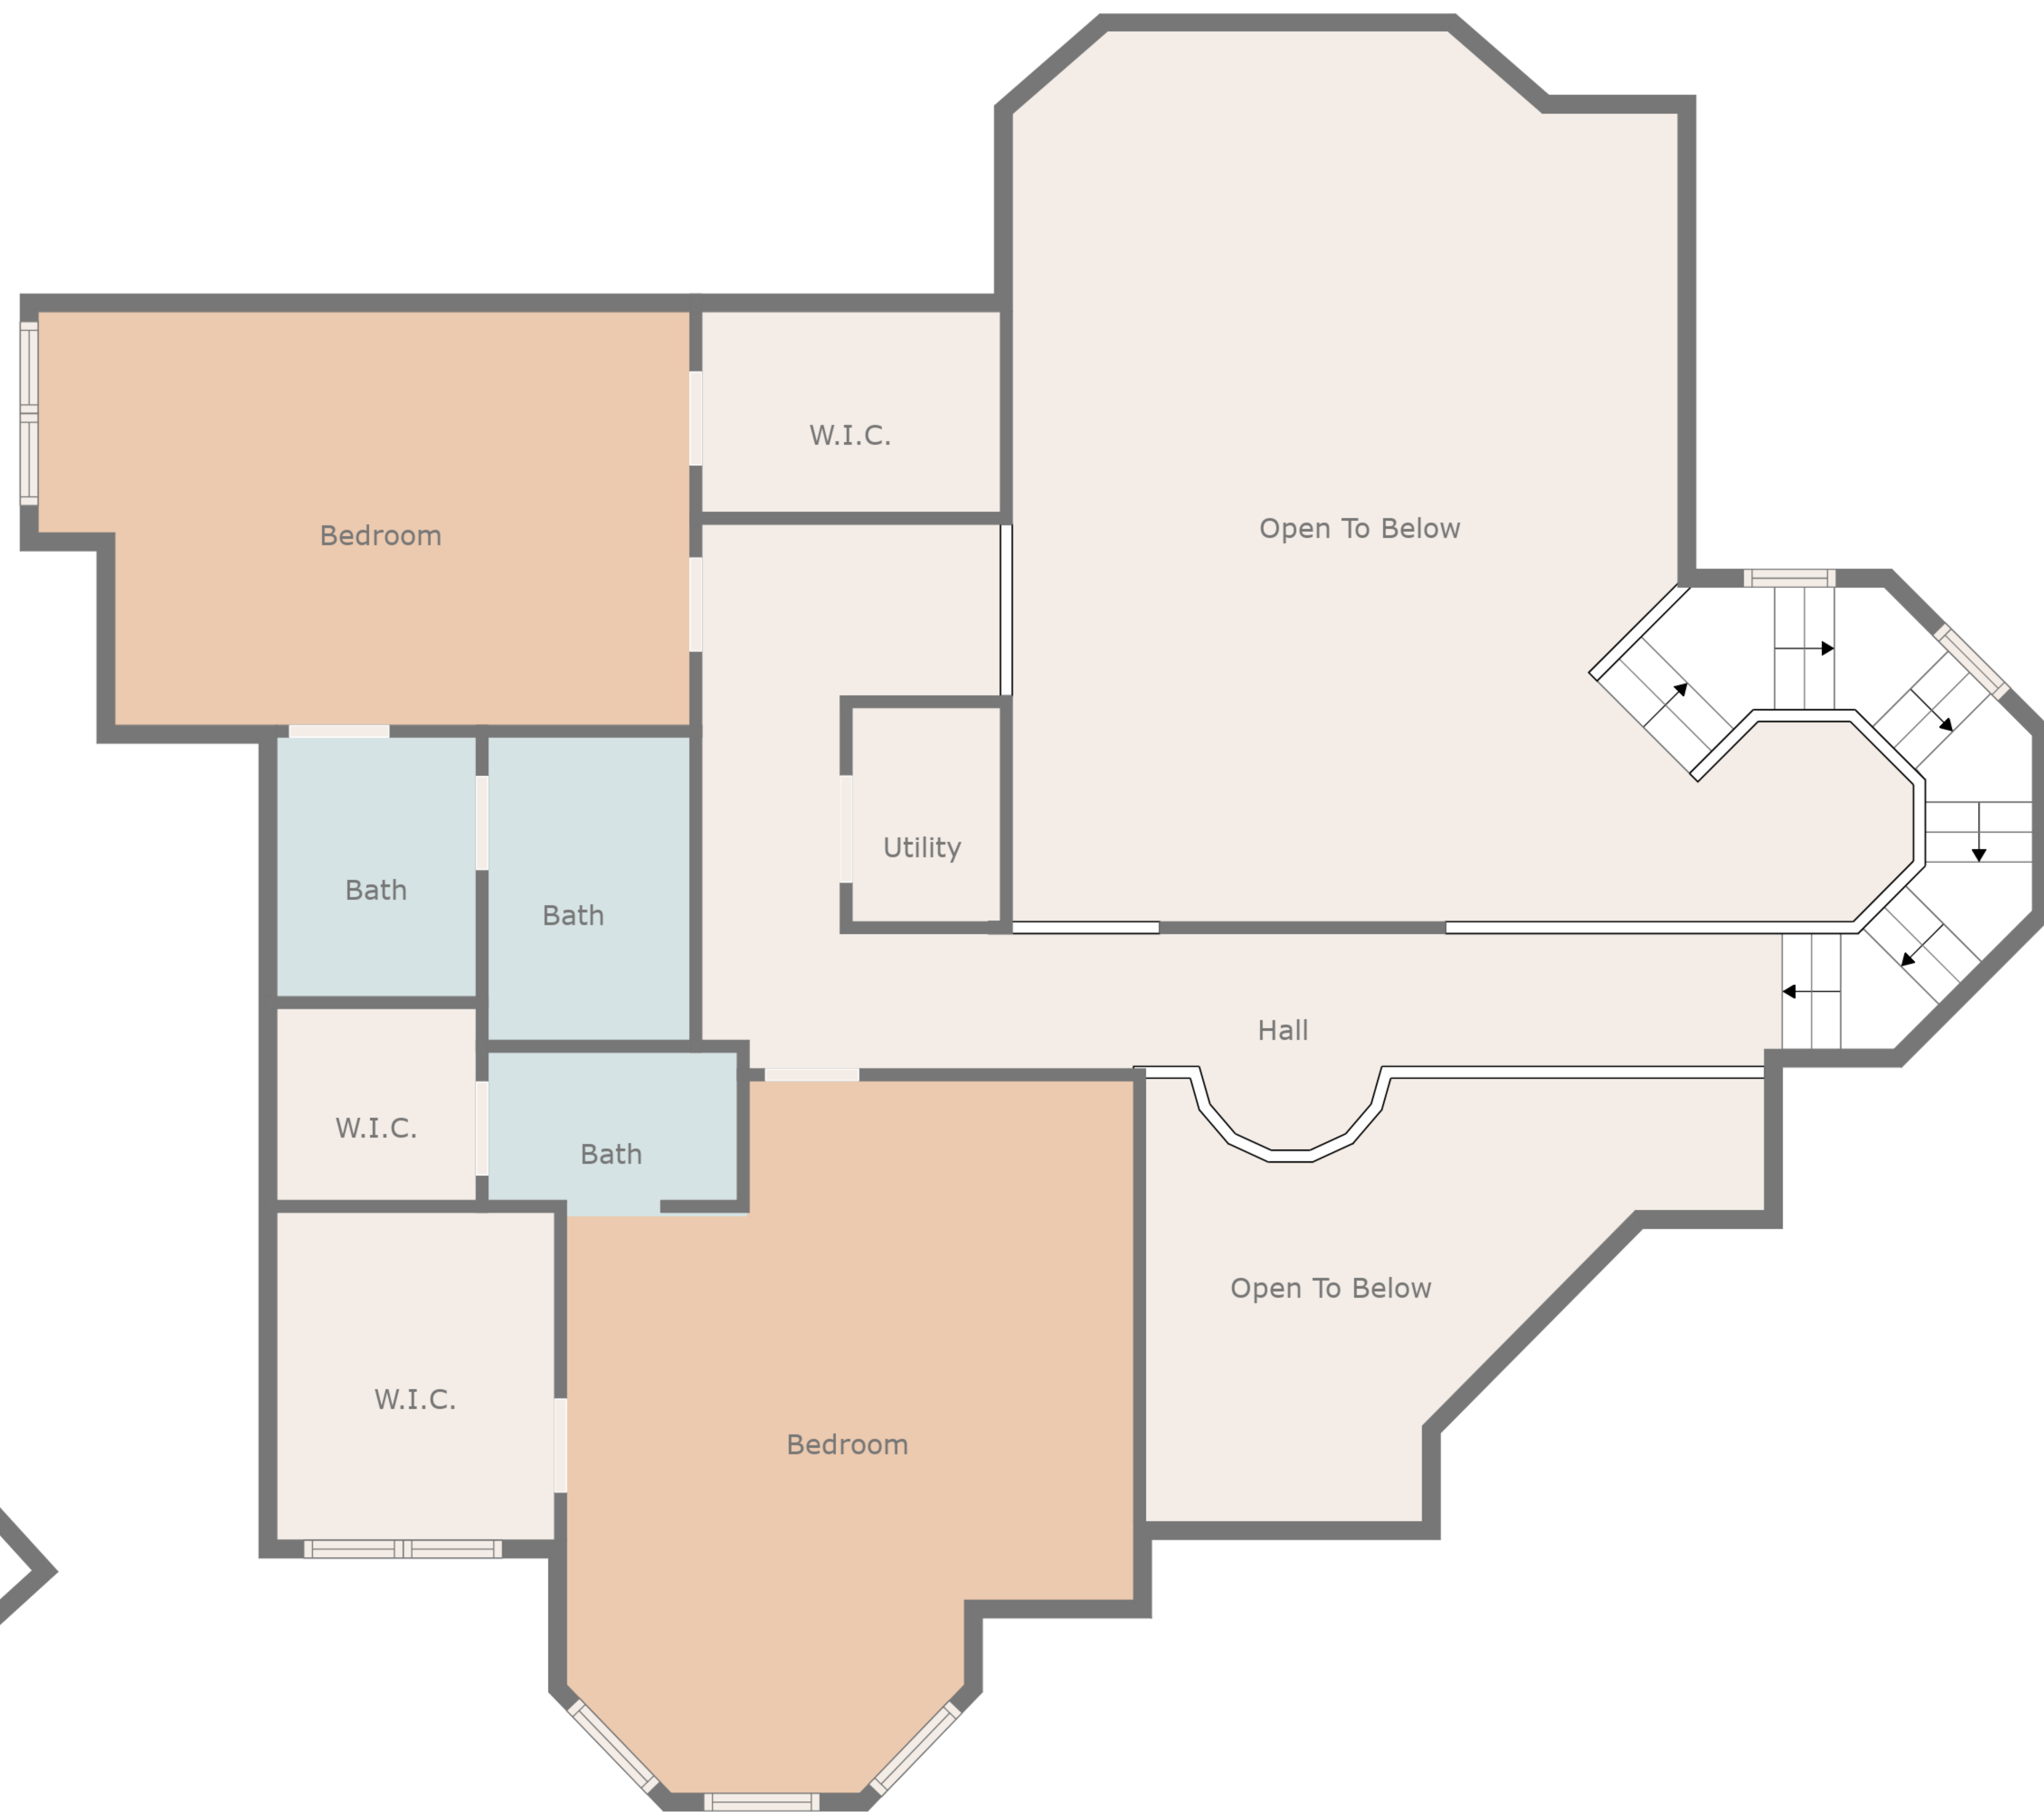 W.I.C.
Open To Below
Bedroom
Utility
Bath
Bath
Hall
W.I.C.
Bath
Open To Below
W.I.C.
Bedroom